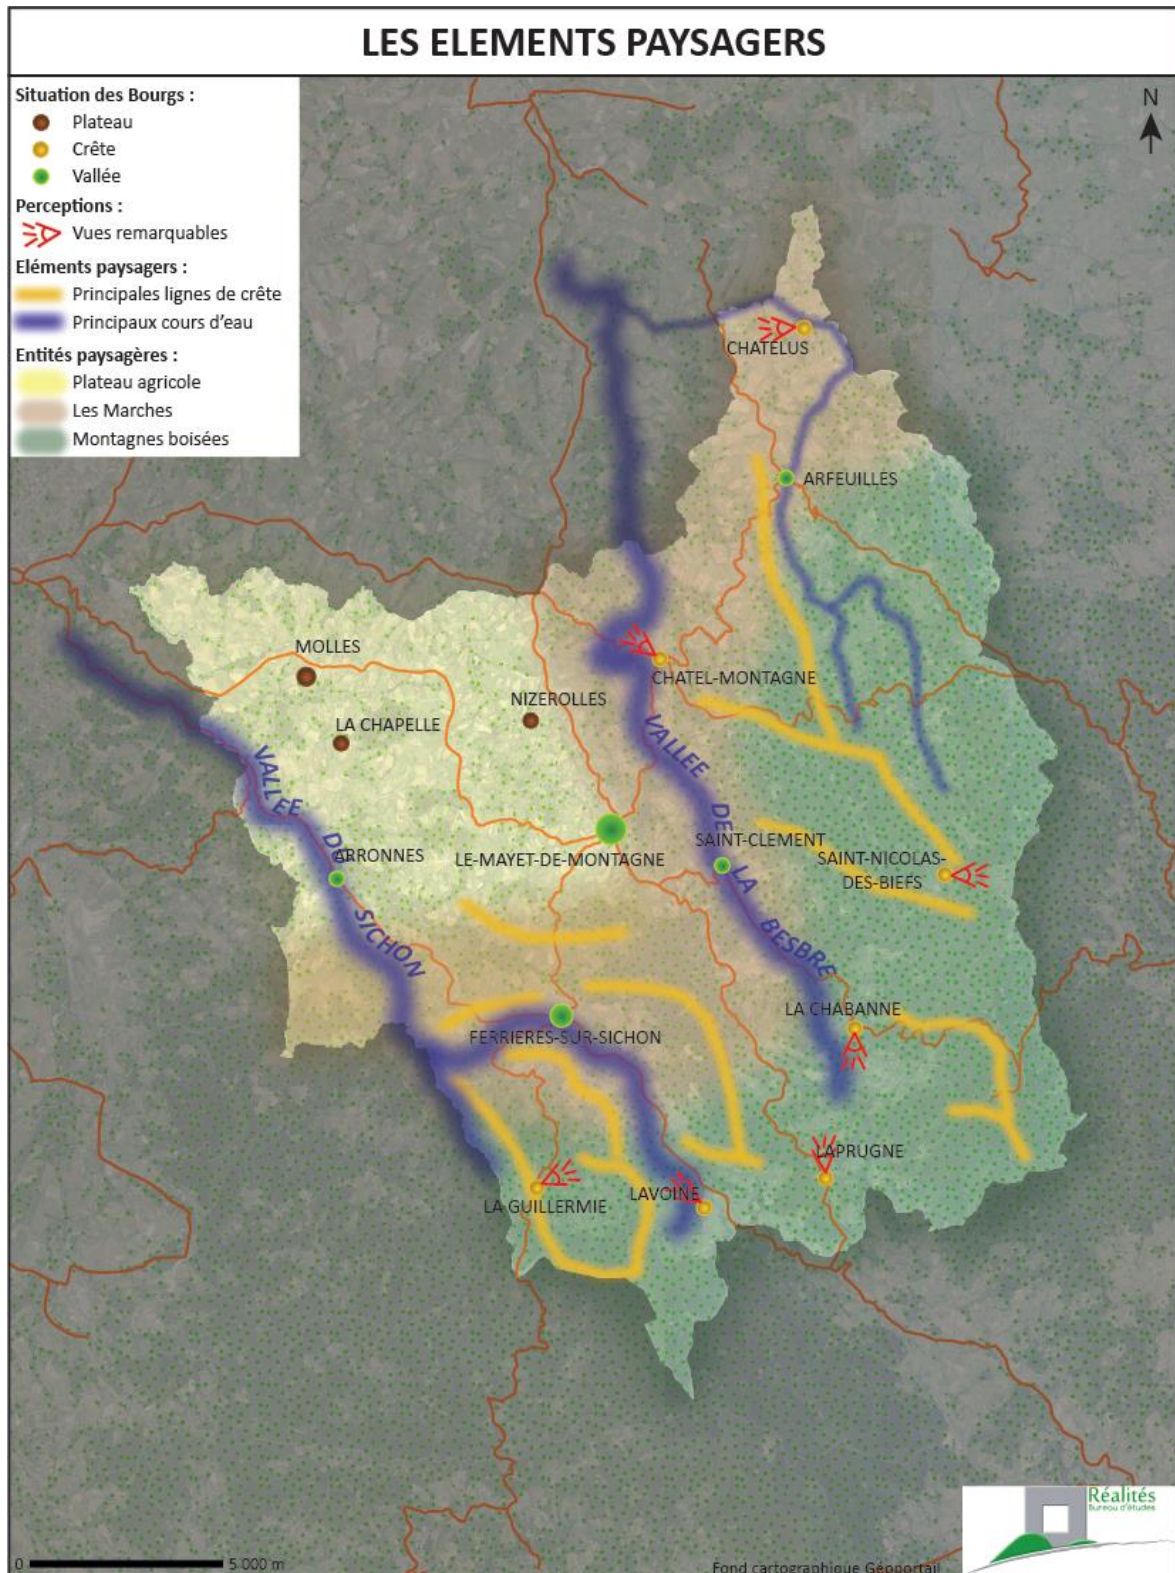 LES ELEMENTS PAYSAGERS
Situation des Bourgs :
Plateau
Crête
Vallée
Perceptions :
Vues remarquables
Eléments paysagers :
Principales lignes de crête
Principaux cours d'eau
Entités paysagères :
Plateau agricole
Les Marches
Montagnes boisées
N
CHATELUS
ARFEUILLES
MOLLES
CHATEL-MONTAGNE
NIZEROLLES
LA CHAPELLE
VALLEE DU SICHON
VALLEE DE LA BESBRE
ARRONNES
LE-MAYET-DE-MONTAGNE
SAINT-CLEMENT
SAINT-NICOLAS-
DES-BIEFS
LA CHABANNE
FERRIERES-SUR-SICHON
LAPRUGNE
LAVOINE
LA GUILLERMIE
Réalités
Bureau d'études
0 5 000 m
Fond cartographique Géoportail